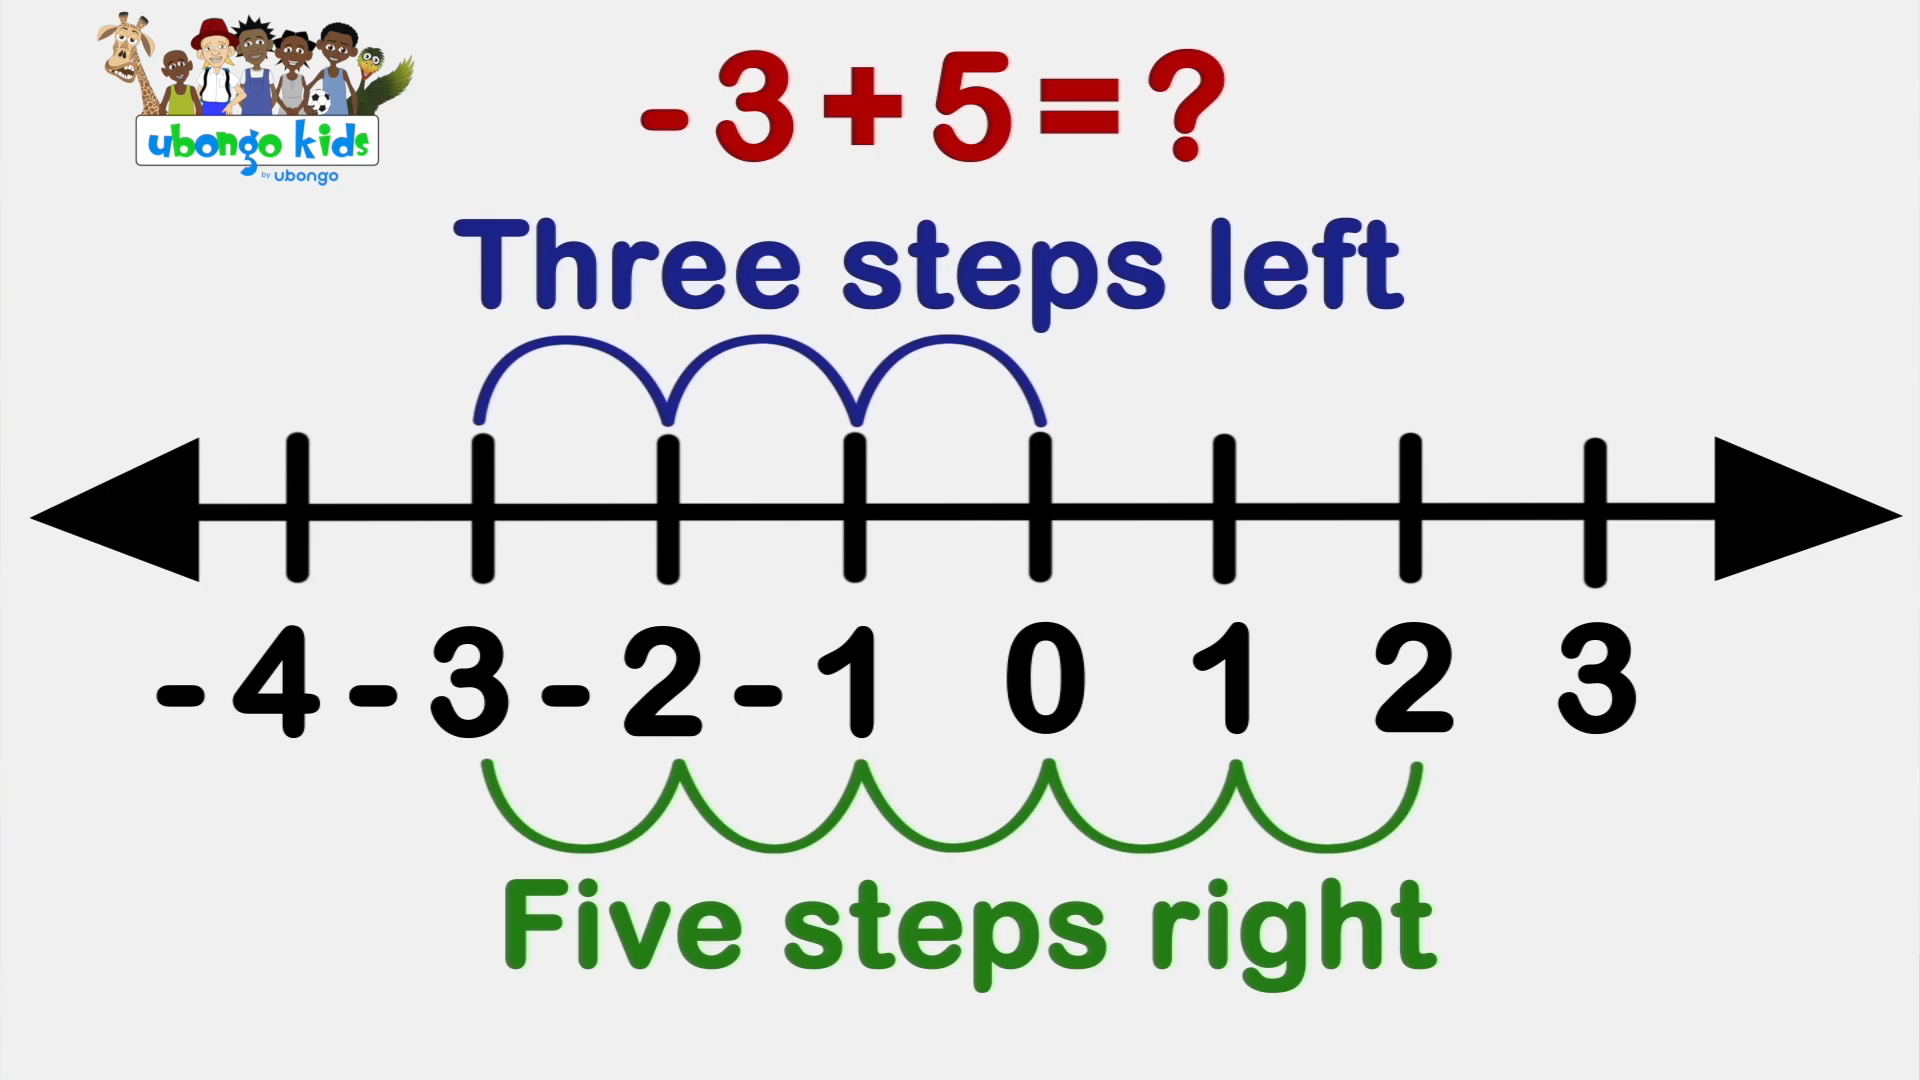 ubongo kids
by ubongo
-3+5=?
Three steps left
-4 -3 -2 -1 0 1 2 3
Five steps right